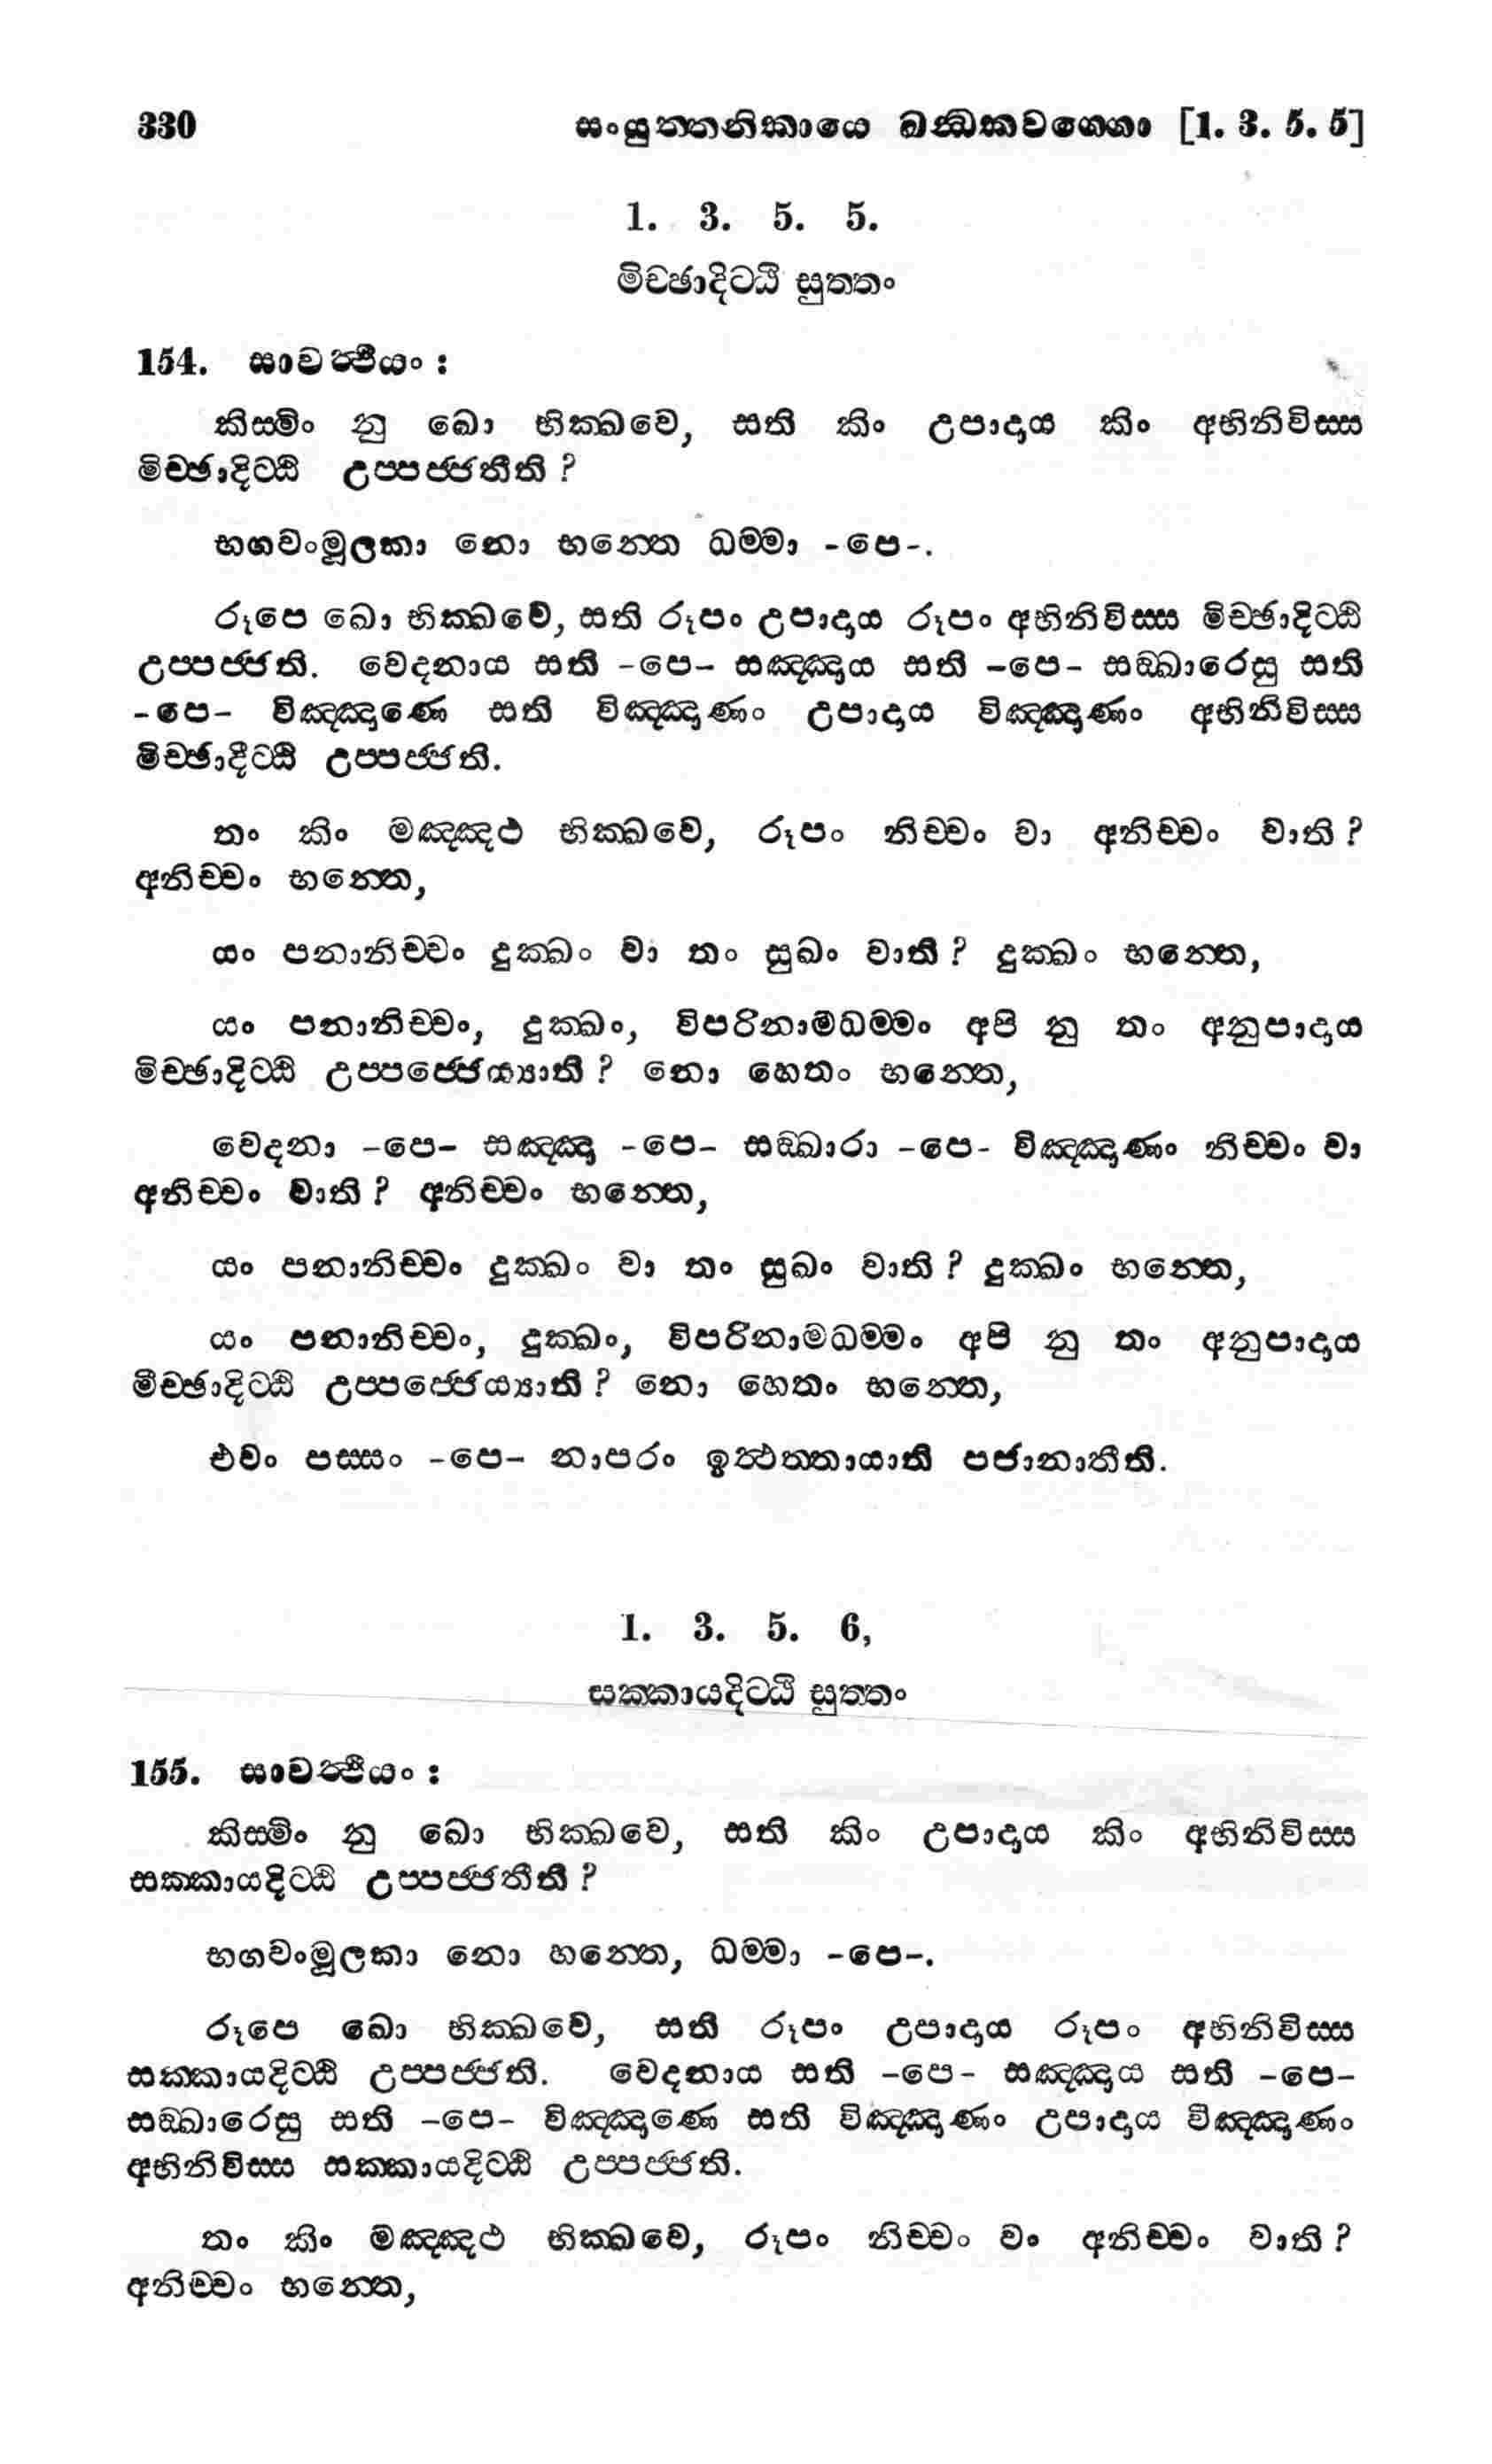 330 සංයුත්තනිකායෙ ඛන්ධකවග්ගො [1. 3. 5. 5]
1. 3. 5. 5.
මිච්ඡාදිට්ඨි සුත්තං
154. සාවත්ථියං :
කිස්මිං නු ඛො භික්ඛවෙ, සති කිං උපාදාය කිං අභිනිවිස්ස
මිච්ඡාදිට්ඨි උප්පජ්ජතීති ?
භගවංමූලකා නො භන්තෙ ධම්මා -පෙ-.
රූපෙ ඛො භික්ඛවෙ, සති රූපං උපාදාය රූපං අභිනිවිස්ස මිච්ඡාදිට්ඨි
උප්පජ්ජති. වෙදනාය සති -පෙ- සඤ්ඤාය සති -පෙ- සඞ්ඛාරෙසු සති
-පෙ- විඤ්ඤාණෙ සති විඤ්ඤාණං උපාදාය විඤ්ඤාණං අභිනිවිස්ස
මිච්ඡාදිට්ඨි උප්පජ්ජති.
තං කිං මඤ්ඤථ භික්ඛවෙ, රූපං නිච්චං වා අනිච්චං වාති ?
අනිච්චං භන්තෙ,
යං පනානිච්චං දුක්ඛං වා තං සුඛං වාති ? දුක්ඛං භන්තෙ,
යං පනානිච්චං, දුක්ඛං, විපරිනාමධම්මං අපි නු තං අනුපාදාය
මිච්ඡාදිට්ඨි උප්පජ්ජෙය්‍යාති ? නො හෙතං භන්තෙ,
වෙදනා -පෙ- සඤ්ඤා -පෙ- සඞ්ඛාරා -පෙ- විඤ්ඤාණං නිච්චං වා
අනිච්චං වාති ? අනිච්චං භන්තෙ,
යං පනානිච්චං දුක්ඛං වා තං සුඛං වාති ? දුක්ඛං භන්තෙ,
යං පනානිච්චං, දුක්ඛං, විපරිනාමධම්මං අපි නු තං අනුපාදාය
මිච්ඡාදිට්ඨි උප්පජ්ජෙය්‍යාති ? නො හෙතං භන්තෙ,
එවං පස්සං -පෙ- නාපරං ඉත්ථත්තායාති පජානාතීති.
1. 3. 5. 6,
සක්කායදිට්ඨි සුත්තං
155. සාවත්ථියං :
කිස්මිං නු ඛො භික්ඛවෙ, සති කිං උපාදාය කිං අභිනිවිස්ස
සක්කායදිට්ඨි උප්පජ්ජතීති ?
භගවංමූලකා නො භන්තෙ, ධම්මා -පෙ-.
රූපෙ ඛො භික්ඛවෙ, සති රූපං උපාදාය රූපං අභිනිවිස්ස
සක්කායදිට්ඨි උප්පජ්ජති. වෙදනාය සති -පෙ- සඤ්ඤාය සති -පෙ-
සඞ්ඛාරෙසු සති -පෙ- විඤ්ඤාණෙ සති විඤ්ඤාණං උපාදාය විඤ්ඤාණං
අභිනිවිස්ස සක්කායදිට්ඨි උප්පජ්ජති.
තං කිං මඤ්ඤථ භික්ඛවෙ, රූපං නිච්චං වං අනිච්චං වාති ?
අනිච්චං භන්තෙ,